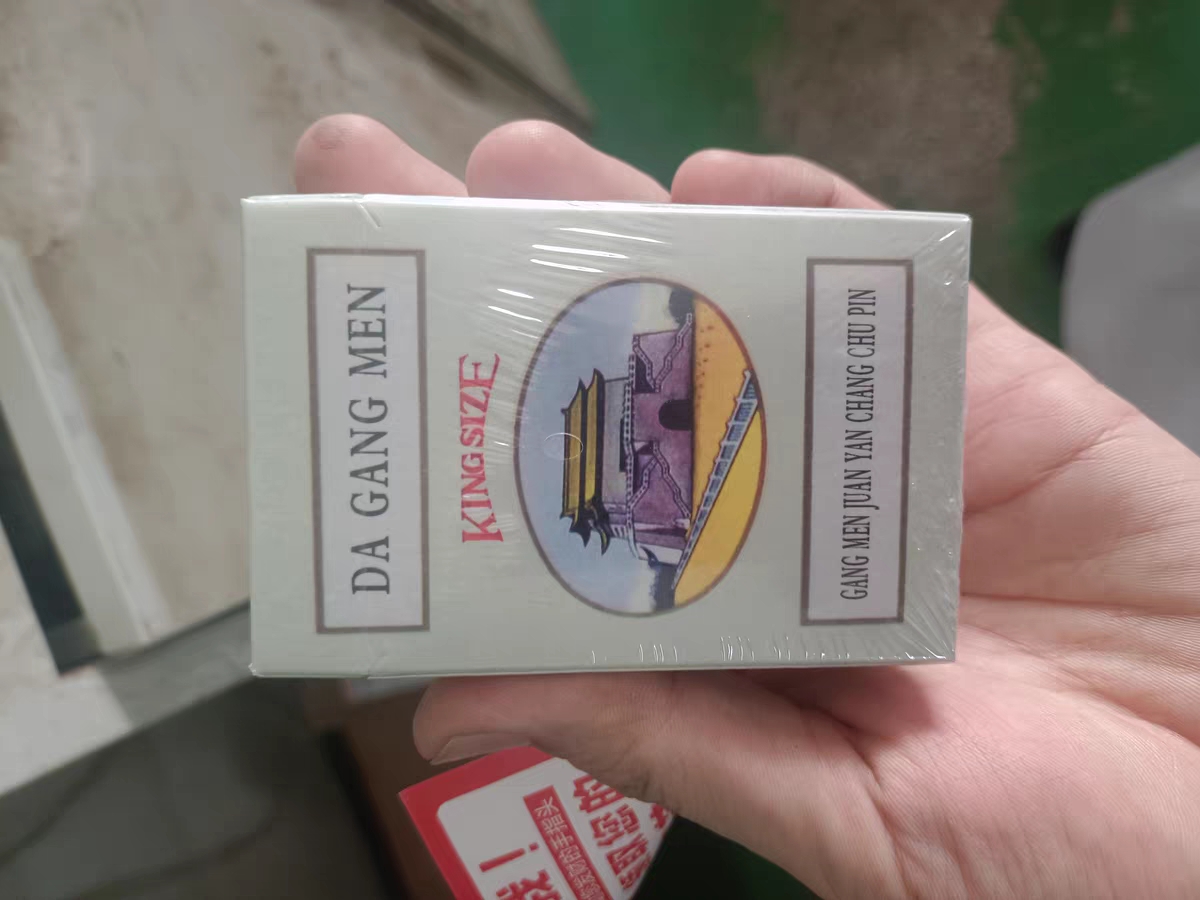 DA GANG MEN
KING SIZE
GANG MEN JUAN YAN CHANG CHU PIN